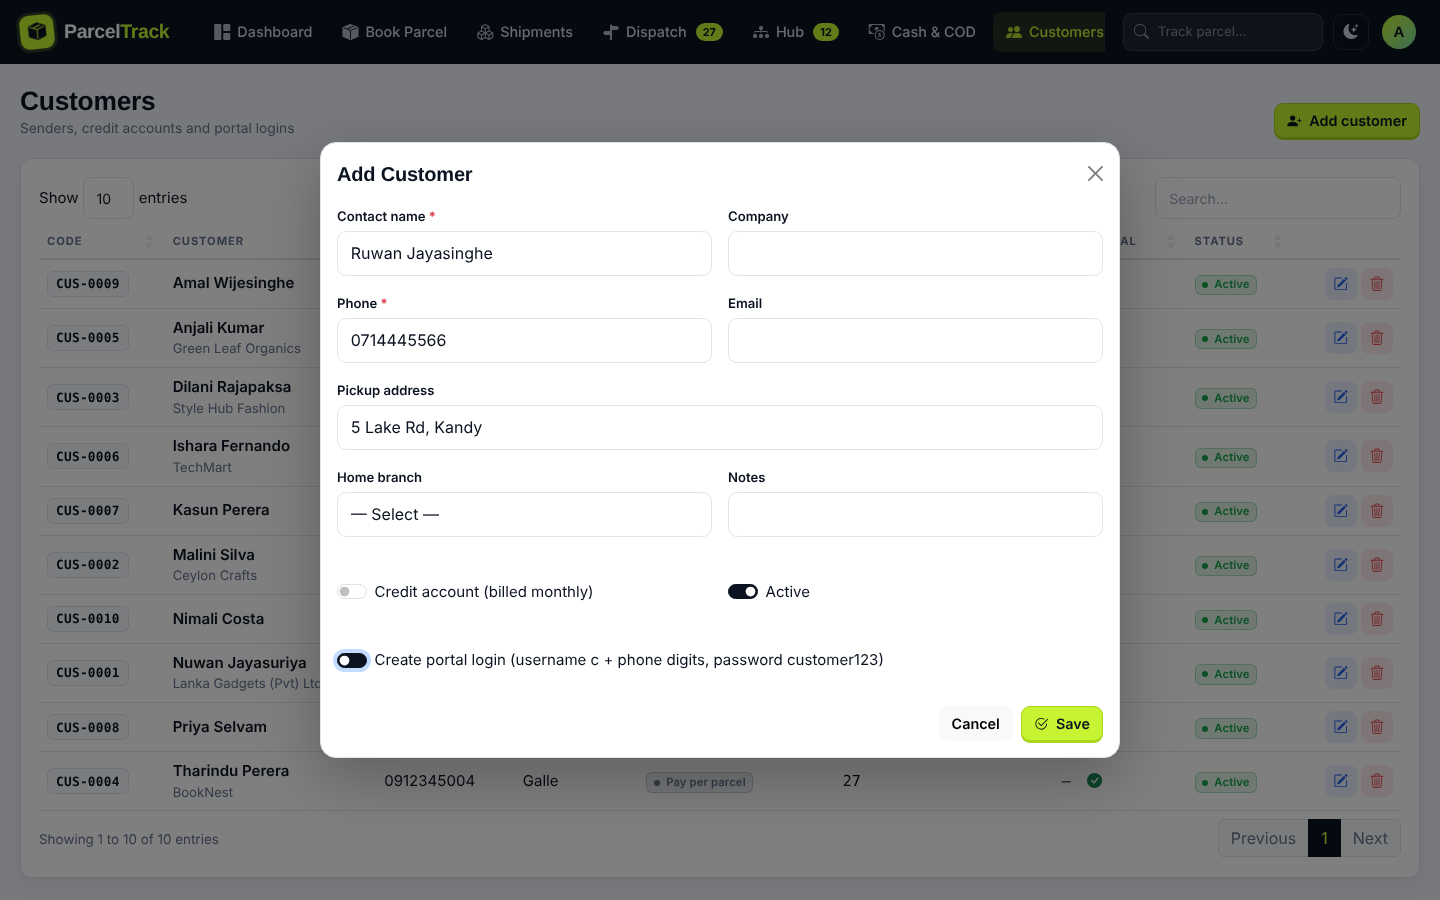 ParcelTrack
Dashboard
Book Parcel
Shipments
Dispatch 27
Hub 12
Cash & COD
Customers
Track parcel...
A
Customers
Senders, credit accounts and portal logins
Add customer
Show 10 entries
Search...
CODE
CUSTOMER
AL
STATUS
CUS-0009 Amal Wijesinghe Active
CUS-0005 Anjali Kumar Active
Green Leaf Organics
CUS-0003 Dilani Rajapaksa Active
Style Hub Fashion
CUS-0006 Ishara Fernando Active
TechMart
CUS-0007 Kasun Perera Active
CUS-0002 Malini Silva Active
Ceylon Crafts
CUS-0010 Nimali Costa Active
CUS-0001 Nuwan Jayasuriya Active
Lanka Gadgets (Pvt) Ltd
CUS-0008 Priya Selvam Active
CUS-0004 Tharindu Perera 0912345004 Galle Pay per parcel 27 – Active
BookNest
Showing 1 to 10 of 10 entries
Previous 1 Next
Add Customer
Contact name *
Company
Ruwan Jayasinghe
Phone *
Email
0714445566
Pickup address
5 Lake Rd, Kandy
Home branch
Notes
— Select —
Credit account (billed monthly)
Active
Create portal login (username c + phone digits, password customer123)
Cancel
Save